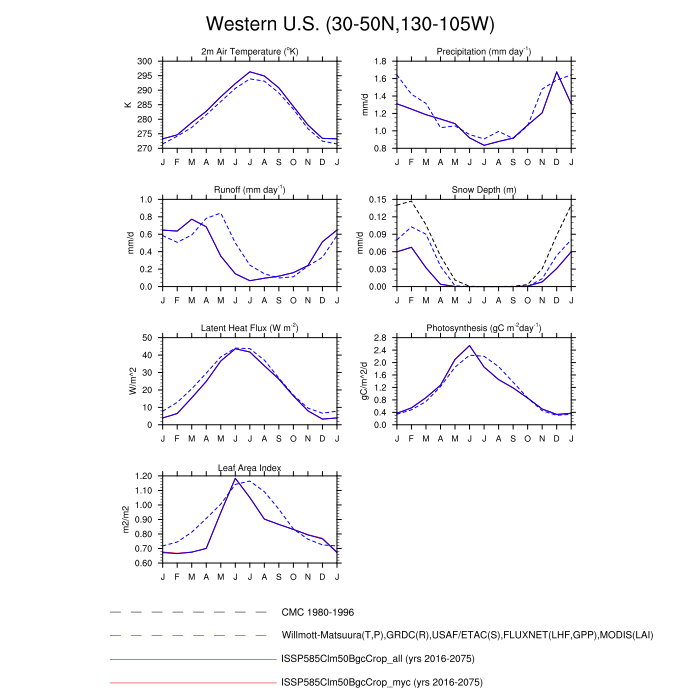 Western U.S. (30-50N,130-105W)
2m Air Temperature (°K)
300
295
290
285
280
275
270
K
J F M A M J J A S O N D J
Precipitation (mm day⁻¹)
1.8
1.6
1.4
1.2
1.0
0.8
mm/d
J F M A M J J A S O N D J
Runoff (mm day⁻¹)
1.0
0.8
0.6
0.4
0.2
0.0
mm/d
J F M A M J J A S O N D J
Snow Depth (m)
0.15
0.12
0.09
0.06
0.03
0.00
mm/d
J F M A M J J A S O N D J
Latent Heat Flux (W m⁻²)
50
40
30
20
10
0
W/m^2
J F M A M J J A S O N D J
Photosynthesis (gC m⁻²day⁻¹)
2.8
2.4
2.0
1.6
1.2
0.8
0.4
0.0
gC/m^2/d
J F M A M J J A S O N D J
Leaf Area Index
1.20
1.10
1.00
0.90
0.80
0.70
0.60
m2/m2
J F M A M J J A S O N D J
CMC 1980-1996
Willmott-Matsuura(T,P),GRDC(R),USAF/ETAC(S),FLUXNET(LHF,GPP),MODIS(LAI)
ISSP585Clm50BgcCrop_all (yrs 2016-2075)
ISSP585Clm50BgcCrop_myc (yrs 2016-2075)